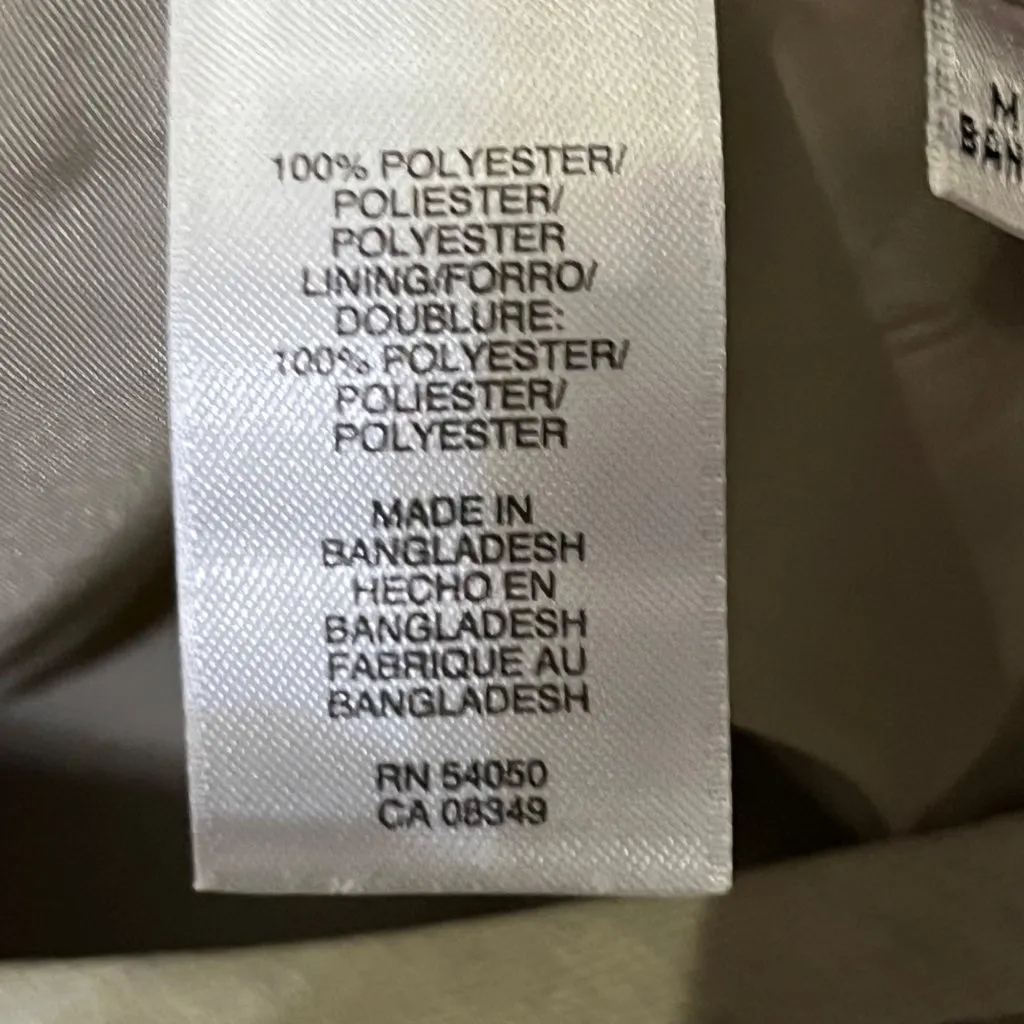 100% POLYESTER/
POLIESTER/
POLYESTER
LINING/FORRO/
DOUBLURE:
100% POLYESTER/
POLIESTER/
POLYESTER
MADE IN
BANGLADESH
HECHO EN
BANGLADESH
FABRIQUE AU
BANGLADESH
RN 54050
CA 08349